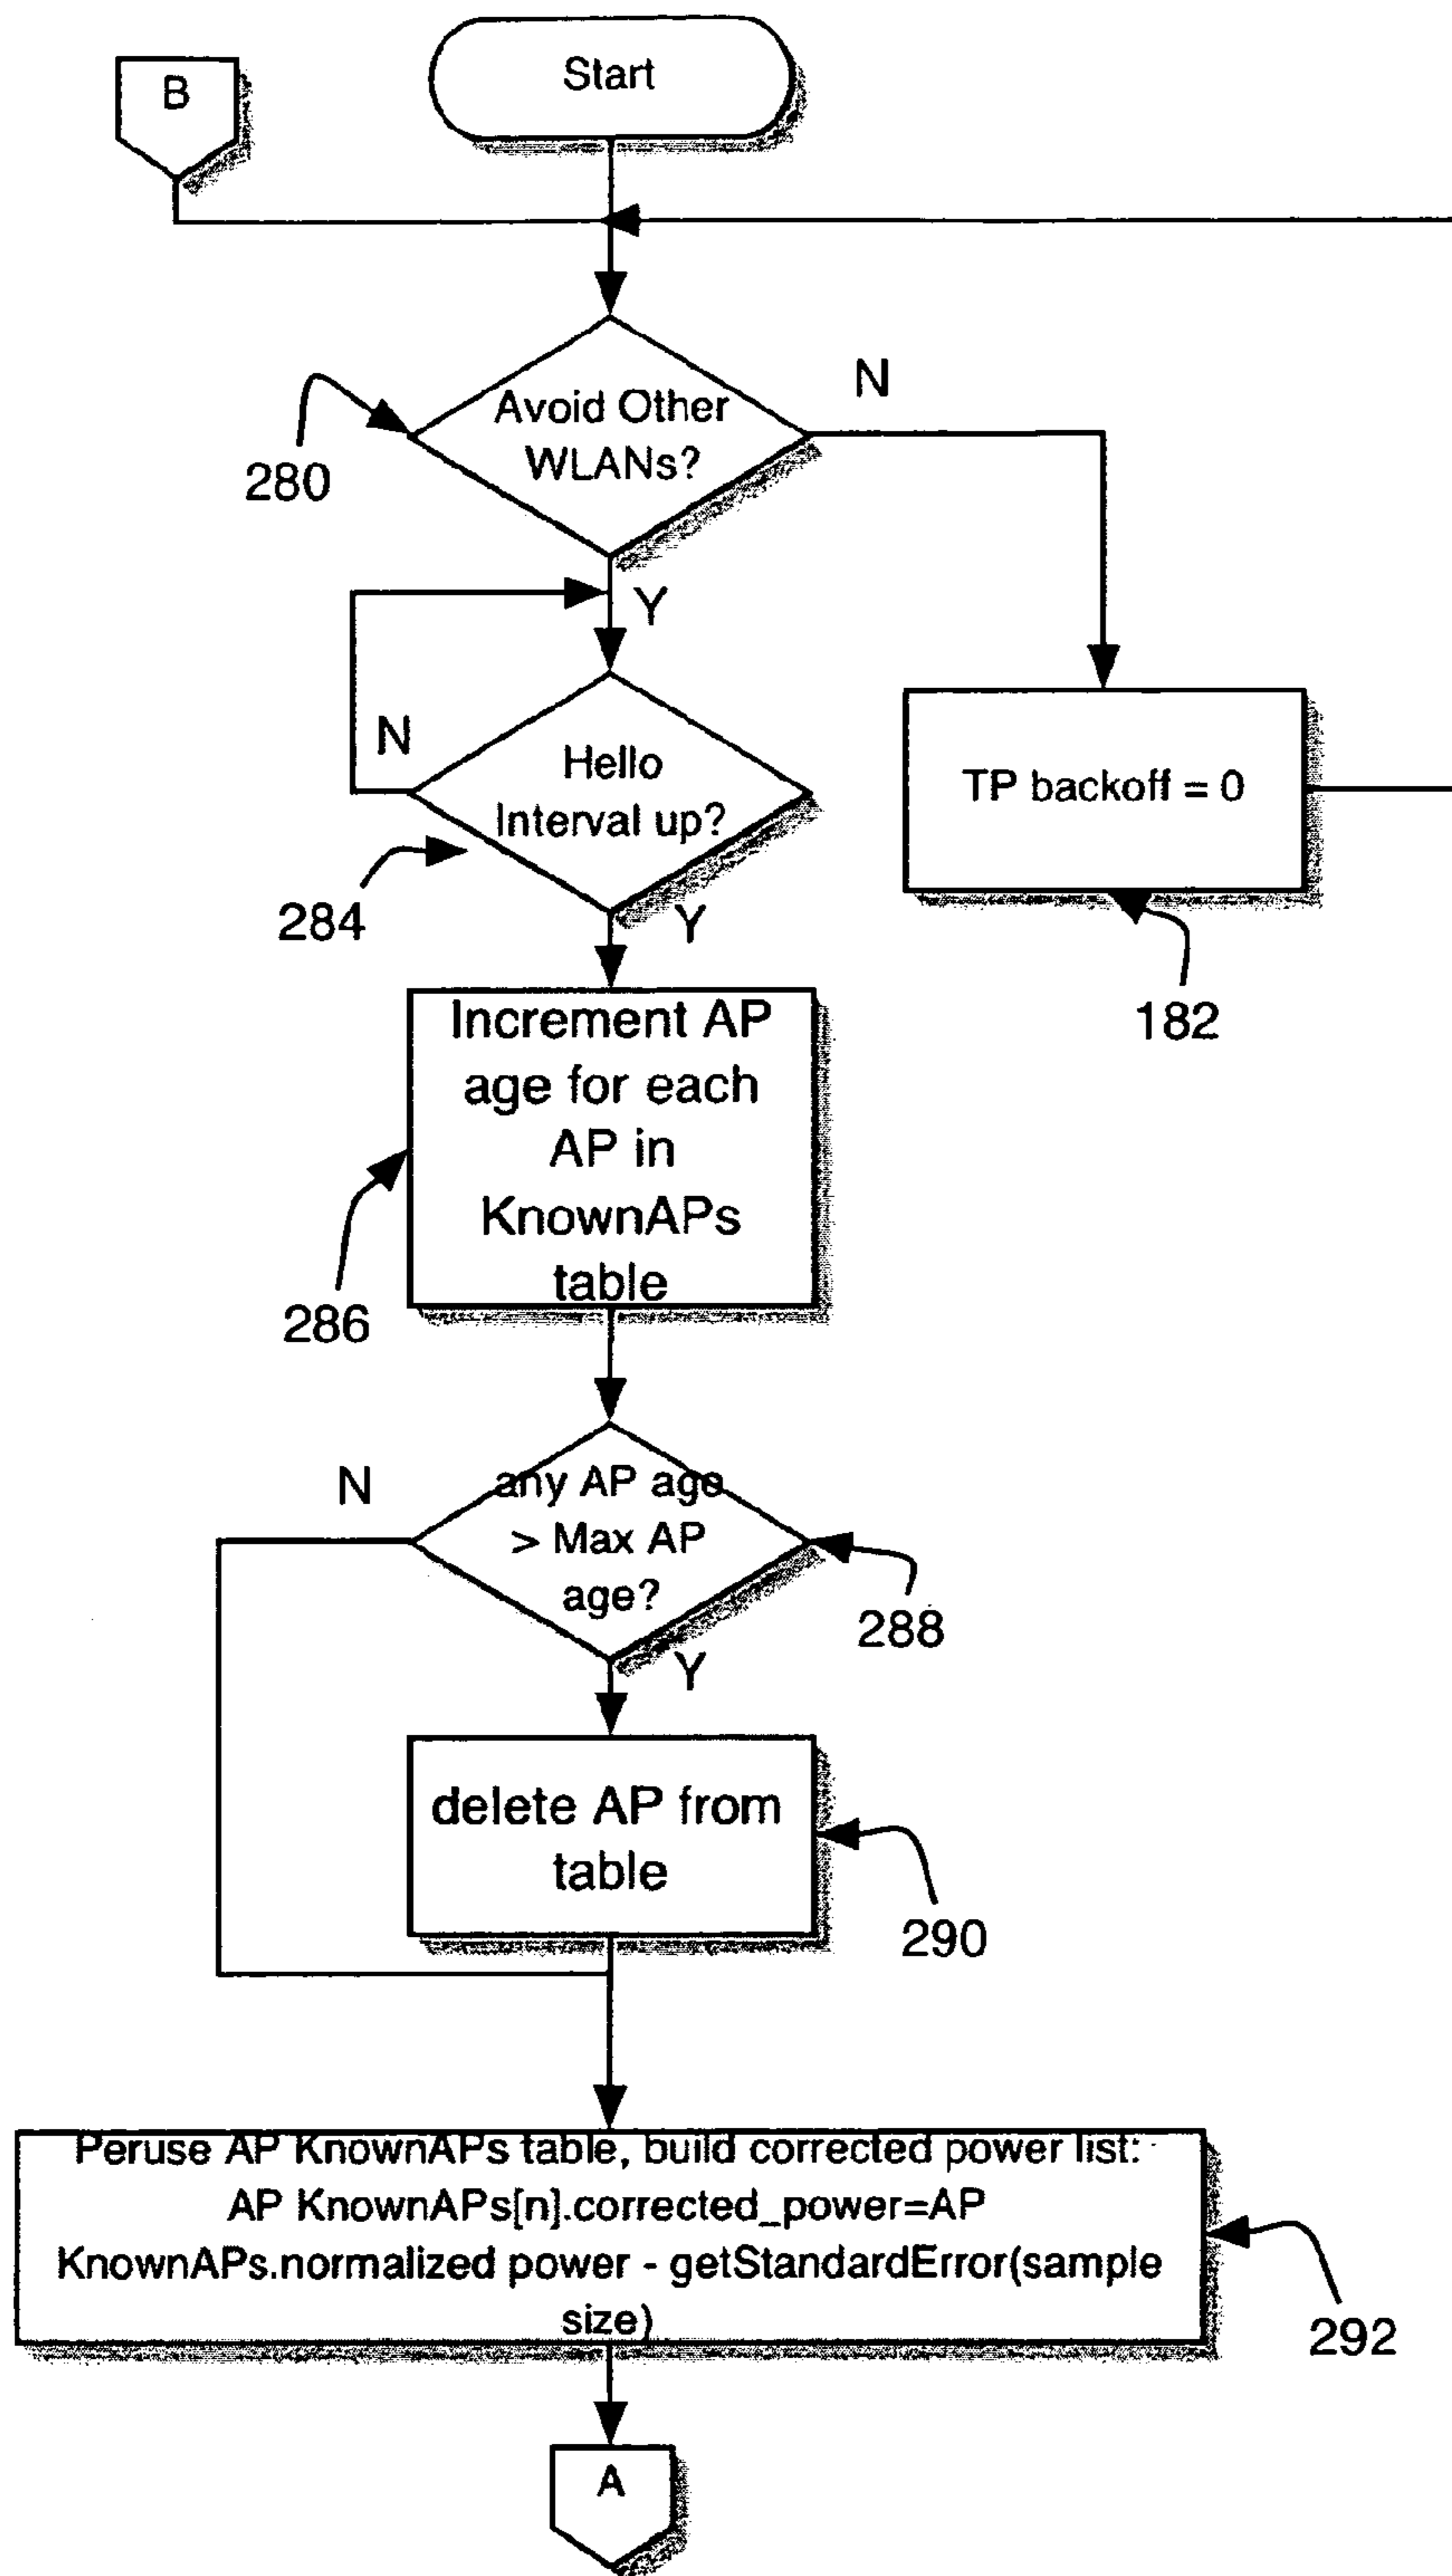 B
Start
Avoid Other
WLANs?
N
280
Y
N
Hello
Interval up?
TP backoff = 0
284
Y
182
Increment AP
age for each
AP in
KnownAPs
table
286
N
any AP age
> Max AP
age?
288
Y
delete AP from
table
290
Peruse AP KnownAPs table, build corrected power list:
AP KnownAPs[n].corrected_power=AP
KnownAPs.normalized power - getStandardError(sample
size)
292
A